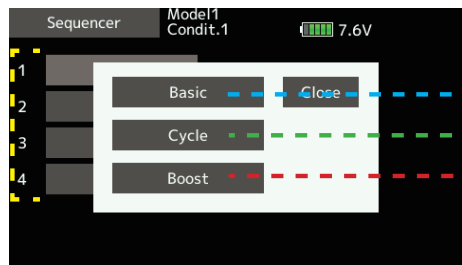 Sequencer
Model1
Condit.1
7.6V
1
Basic
Close
2
Cycle
3
Boost
4